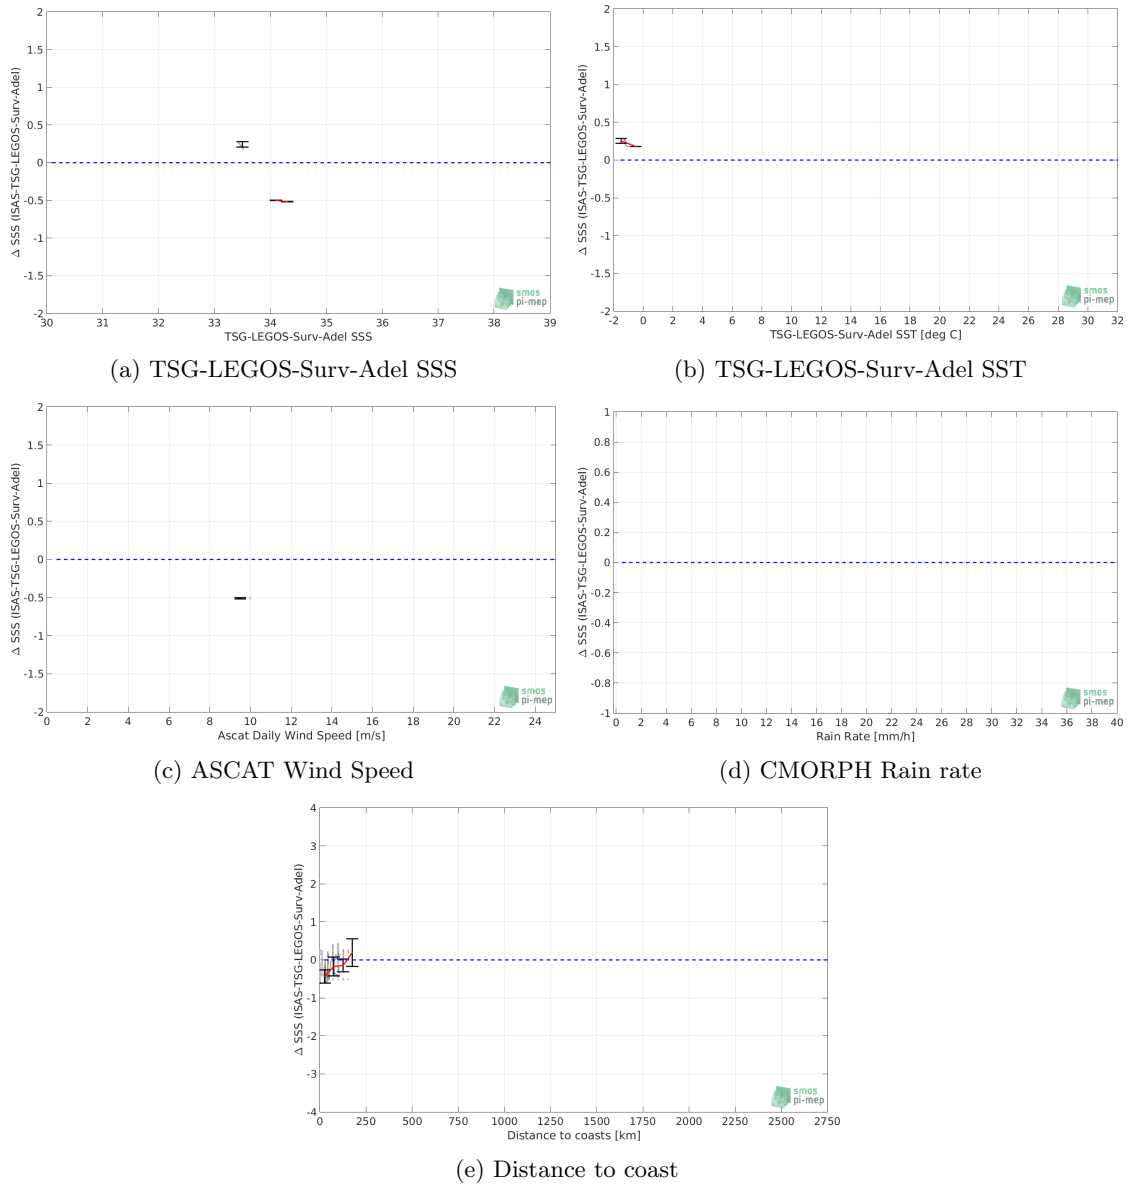 2
1.5
1
0.5
0
-0.5
-1
-1.5
-2
Δ SSS (ISAS-TSG-LEGOS-Surv-Adel)
30 31 32 33 34 35 36 37 38 39
TSG-LEGOS-Surv-Adel SSS
smos
pi-mep
(a) TSG-LEGOS-Surv-Adel SSS
2
1.5
1
0.5
0
-0.5
-1
-1.5
-2
Δ SSS (ISAS-TSG-LEGOS-Surv-Adel)
-2 0 2 4 6 8 10 12 14 16 18 20 22 24 26 28 30 32
TSG-LEGOS-Surv-Adel SST [deg C]
smos
pi-mep
(b) TSG-LEGOS-Surv-Adel SST
2
1.5
1
0.5
0
-0.5
-1
-1.5
-2
Δ SSS (ISAS-TSG-LEGOS-Surv-Adel)
0 2 4 6 8 10 12 14 16 18 20 22 24
Ascat Daily Wind Speed [m/s]
smos
pi-mep
(c) ASCAT Wind Speed
1
0.8
0.6
0.4
0.2
0
-0.2
-0.4
-0.6
-0.8
-1
Δ SSS (ISAS-TSG-LEGOS-Surv-Adel)
0 2 4 6 8 10 12 14 16 18 20 22 24 26 28 30 32 34 36 38 40
Rain Rate [mm/h]
smos
pi-mep
(d) CMORPH Rain rate
4
3
2
1
0
-1
-2
-3
-4
Δ SSS (ISAS-TSG-LEGOS-Surv-Adel)
0 250 500 750 1000 1250 1500 1750 2000 2250 2500 2750
Distance to coasts [km]
smos
pi-mep
(e) Distance to coast